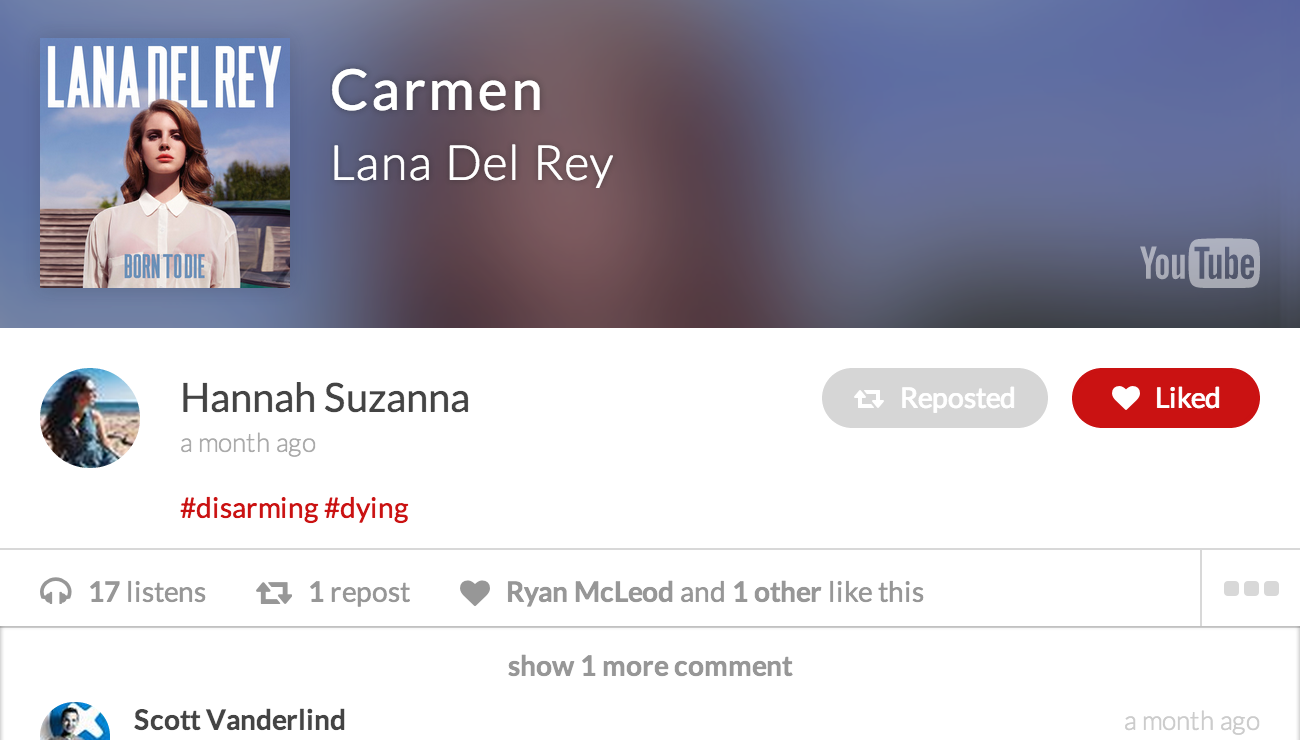 LANA DEL REY
BORN TO DIE
Carmen
Lana Del Rey
YouTube
Hannah Suzanna
a month ago
Reposted
Liked
#disarming #dying
17 listens
1 repost
Ryan McLeod and 1 other like this
show 1 more comment
Scott Vanderlind
a month ago